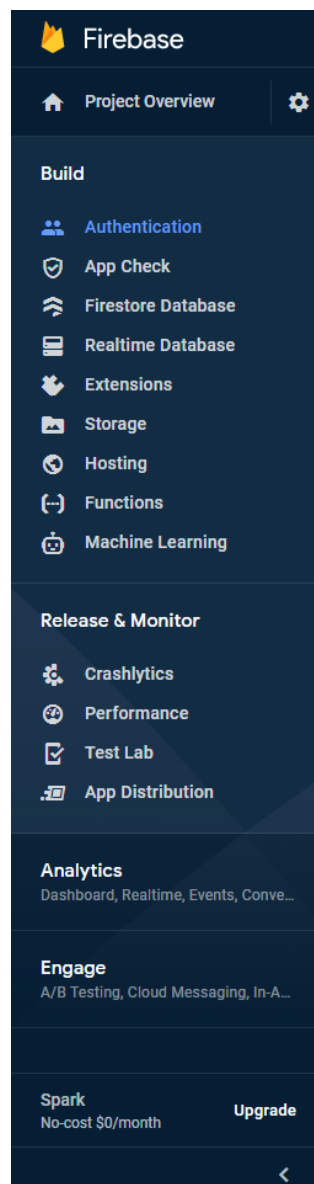 Firebase
Project Overview
Build
Authentication
App Check
Firestore Database
Realtime Database
Extensions
Storage
Hosting
Functions
Machine Learning
Release & Monitor
Crashlytics
Performance
Test Lab
App Distribution
Analytics
Dashboard, Realtime, Events, Conve...
Engage
A/B Testing, Cloud Messaging, In-A...
Spark
No-cost $0/month
Upgrade